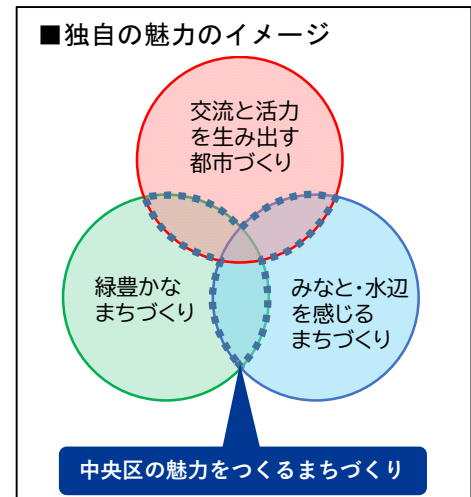 ■独自の魅力のイメージ
交流と活力
を生み出す
都市づくり
緑豊かな
まちづくり
みなと・水辺
を感じる
まちづくり
中央区の魅力をつくるまちづくり